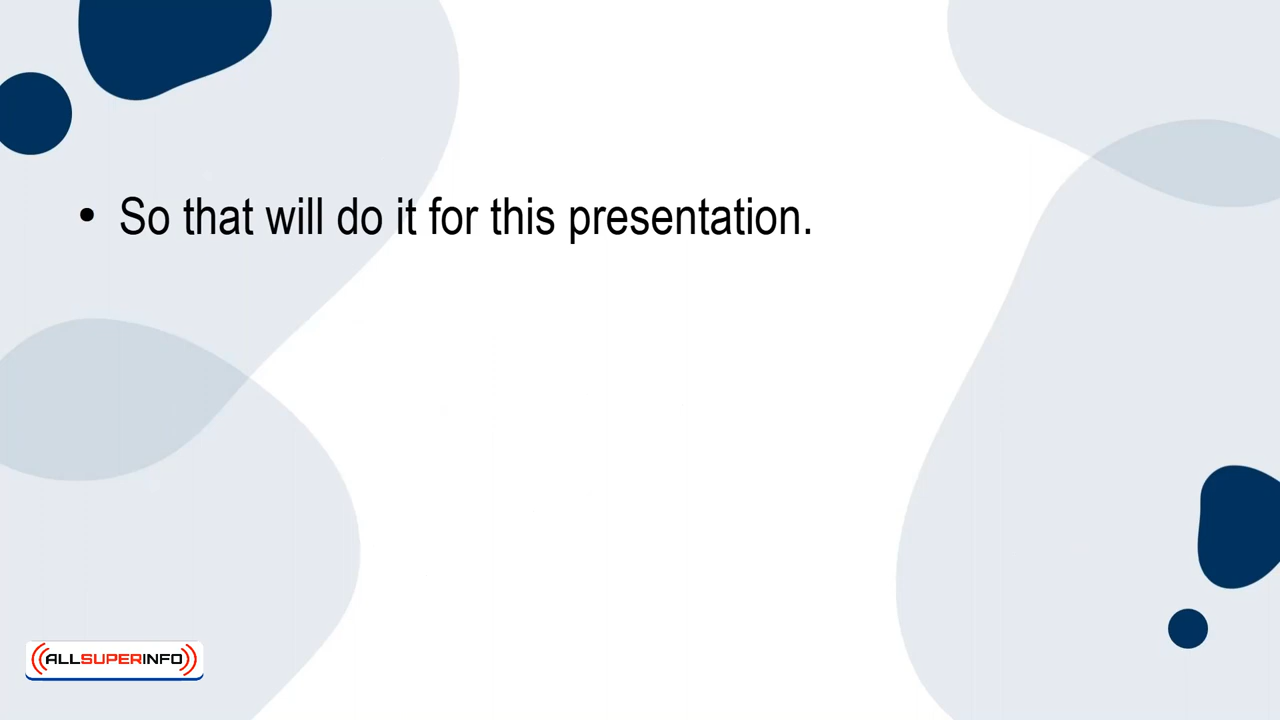 • So that will do it for this presentation.
ALLSUPERINFO